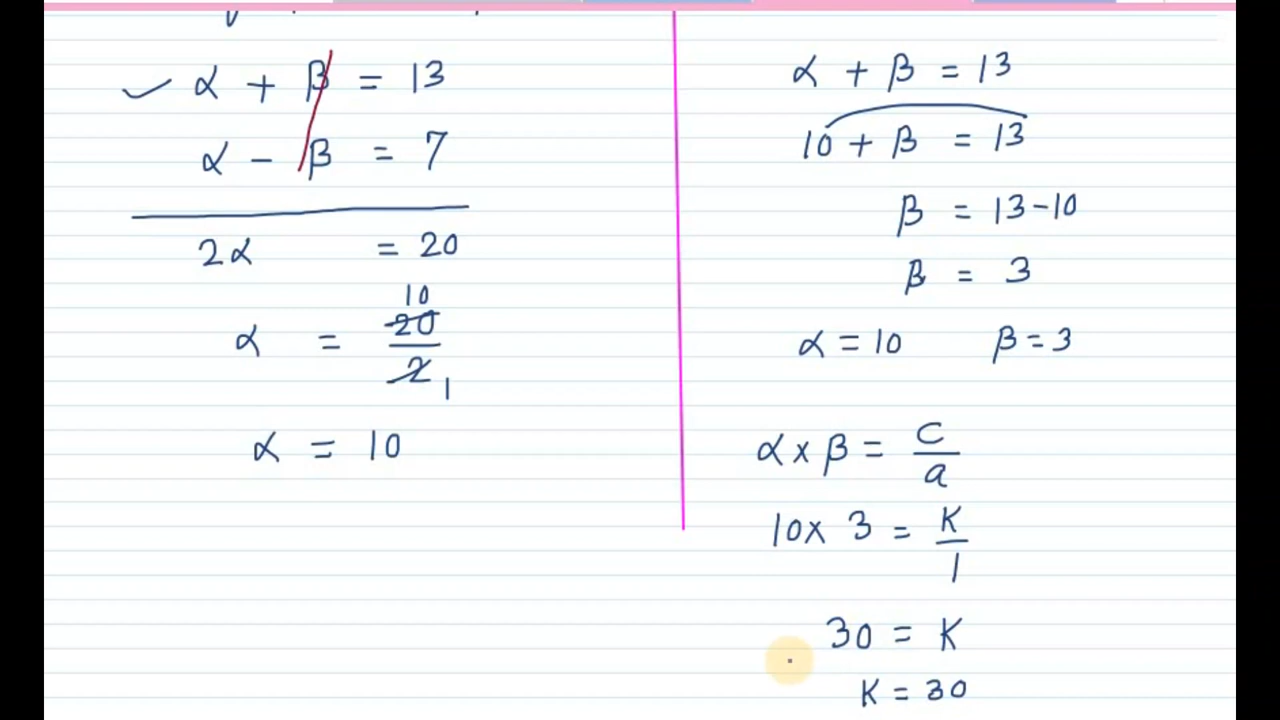 ✓ α + β = 13
α - β = 7
2α = 20
10
α = 20/2
1
α = 10
α + β = 13
10 + β = 13
β = 13-10
β = 3
α = 10 β = 3
α × β = c/a
10 × 3 = K/1
30 = K
K = 30